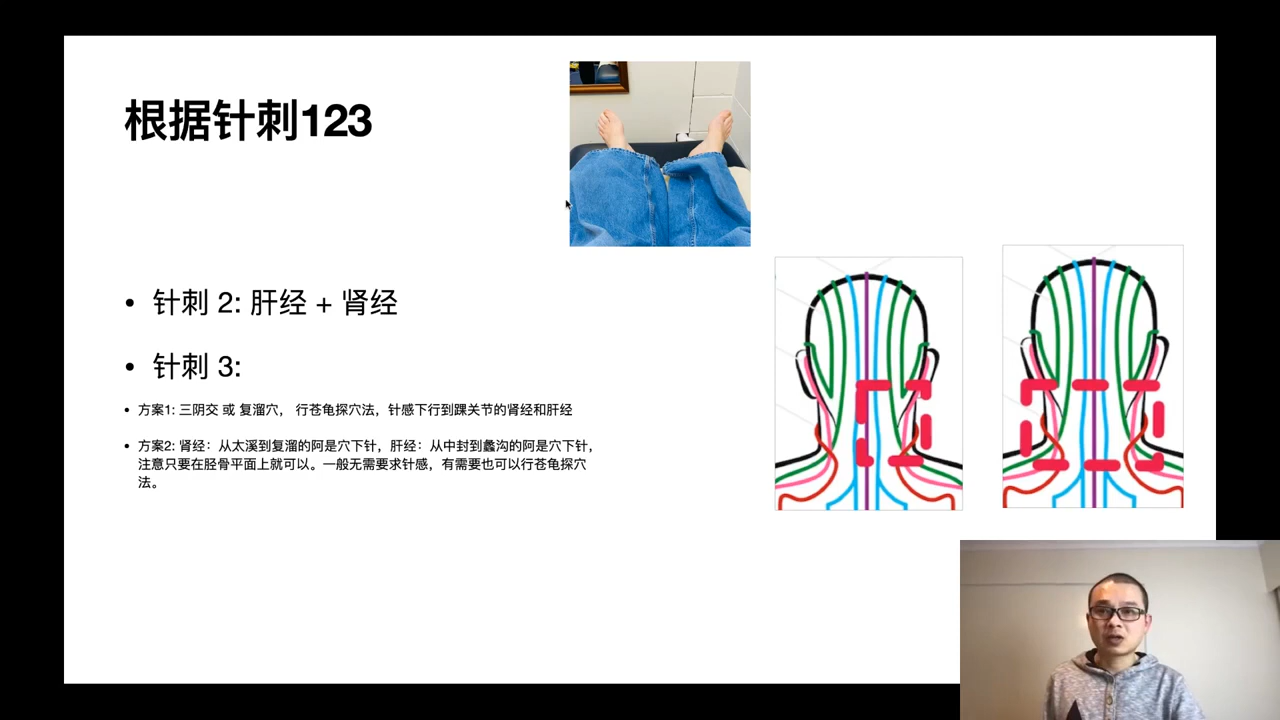 根据针刺123
• 针刺 2: 肝经 + 肾经
• 针刺 3:
• 方案1: 三阴交 或 复溜穴， 行苍龟探穴法，针感下行到踝关节的肾经和肝经
• 方案2: 肾经：从太溪到复溜的阿是穴下针，肝经：从中封到蠡沟的阿是穴下针，
注意只要在胫骨平面上就可以。一般无需要求针感，有需要也可以行苍龟探穴
法。